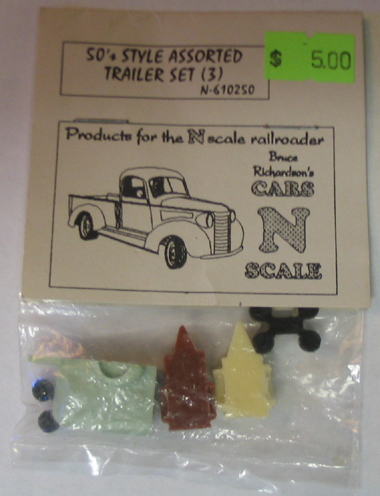 50's STYLE ASSORTED
TRAILER SET (3)
N-610250
$ 5.00
Products for the N scale railroader
Bruce
Richardson's
CARS
N
SCALE